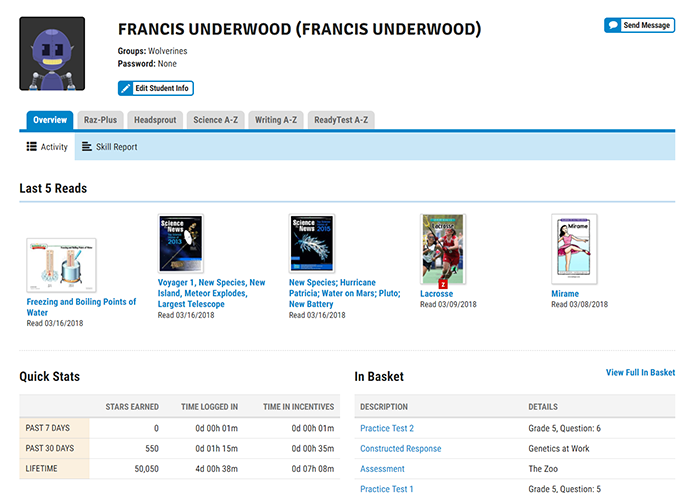 FRANCIS UNDERWOOD (FRANCIS UNDERWOOD)
Send Message
Groups: Wolverines
Password: None
Edit Student Info
Overview Raz-Plus Headsprout Science A-Z Writing A-Z ReadyTest A-Z
Activity Skill Report
Last 5 Reads
Science
News
2013
Science
News
2015
Lacrosse
Z
Mirame
Freezing and Boiling Points of
Water
Read 03/16/2018
Voyager 1, New Species, New
Island, Meteor Explodes,
Largest Telescope
Read 03/16/2018
New Species; Hurricane
Patricia; Water on Mars; Pluto;
New Battery
Read 03/16/2018
Lacrosse
Read 03/09/2018
Mirame
Read 03/08/2018
Quick Stats
STARS EARNED TIME LOGGED IN TIME IN INCENTIVES
PAST 7 DAYS 0 0d 00h 01m 0d 00h 01m
PAST 30 DAYS 550 0d 01h 15m 0d 00h 35m
LIFETIME 50,050 4d 00h 38m 0d 07h 08m
In Basket
View Full In Basket
DESCRIPTION DETAILS
Practice Test 2 Grade 5, Question: 6
Constructed Response Genetics at Work
Assessment The Zoo
Practice Test 1 Grade 5, Question: 5